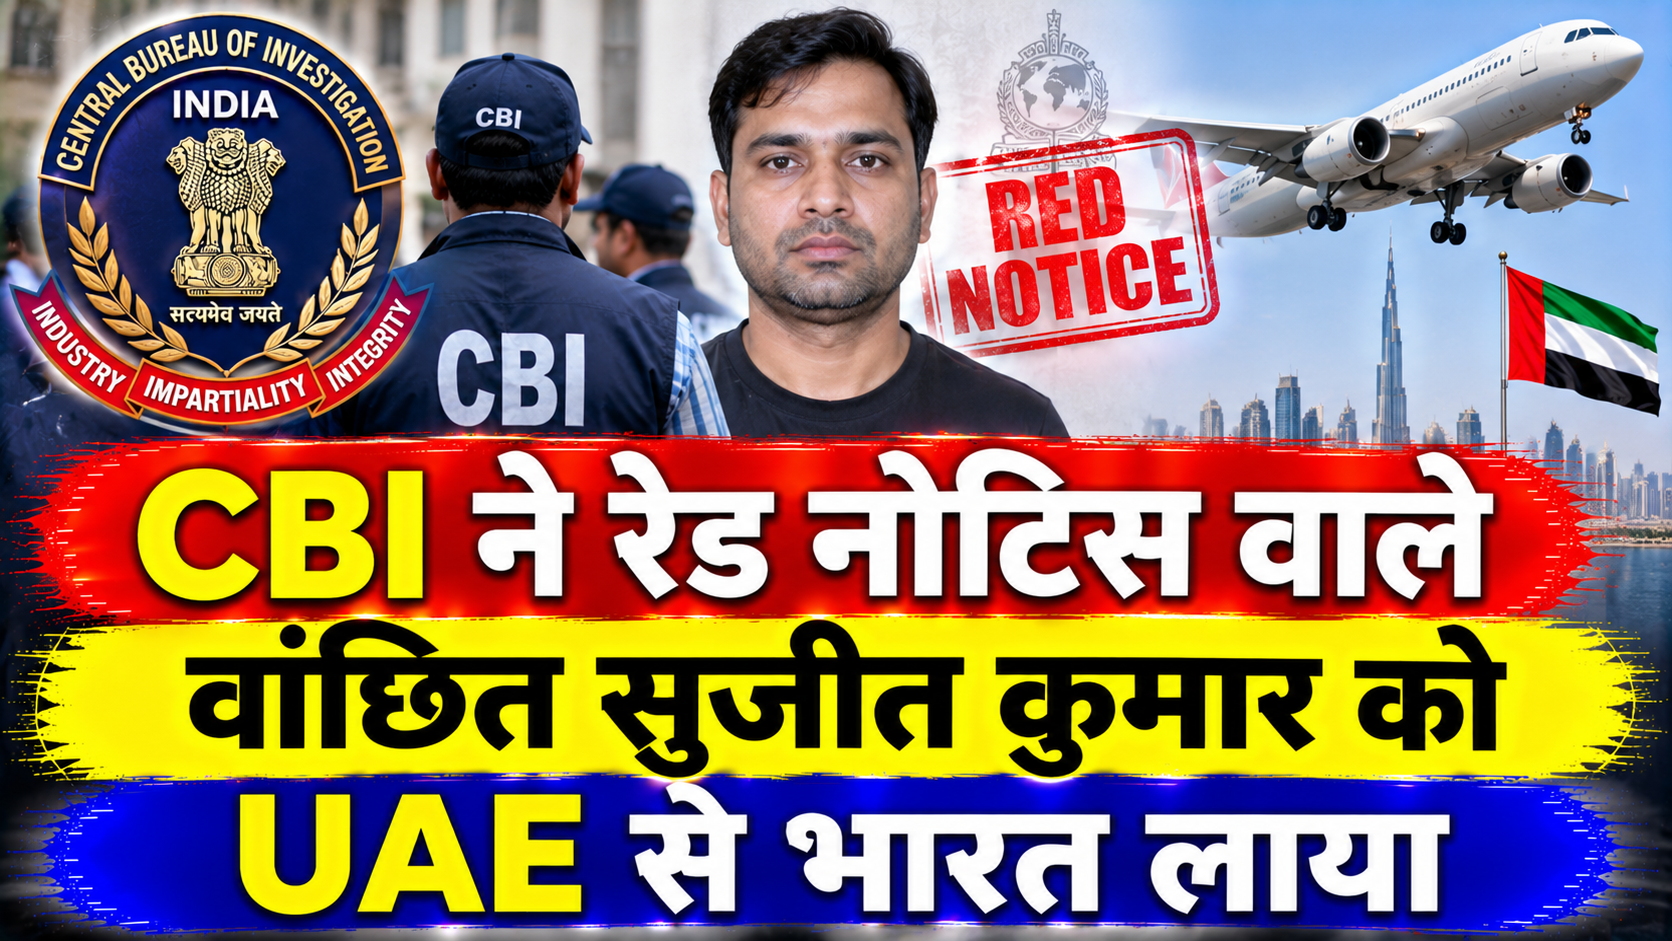 CENTRAL BUREAU OF INVESTIGATION
INDIA
सत्यमेव जयते
INDUSTRY IMPARTIALITY INTEGRITY
CBI
CBI
RED
NOTICE
CBI ने रेड नोटिस वाले
वांछित सुजीत कुमार को
UAE से भारत लाया